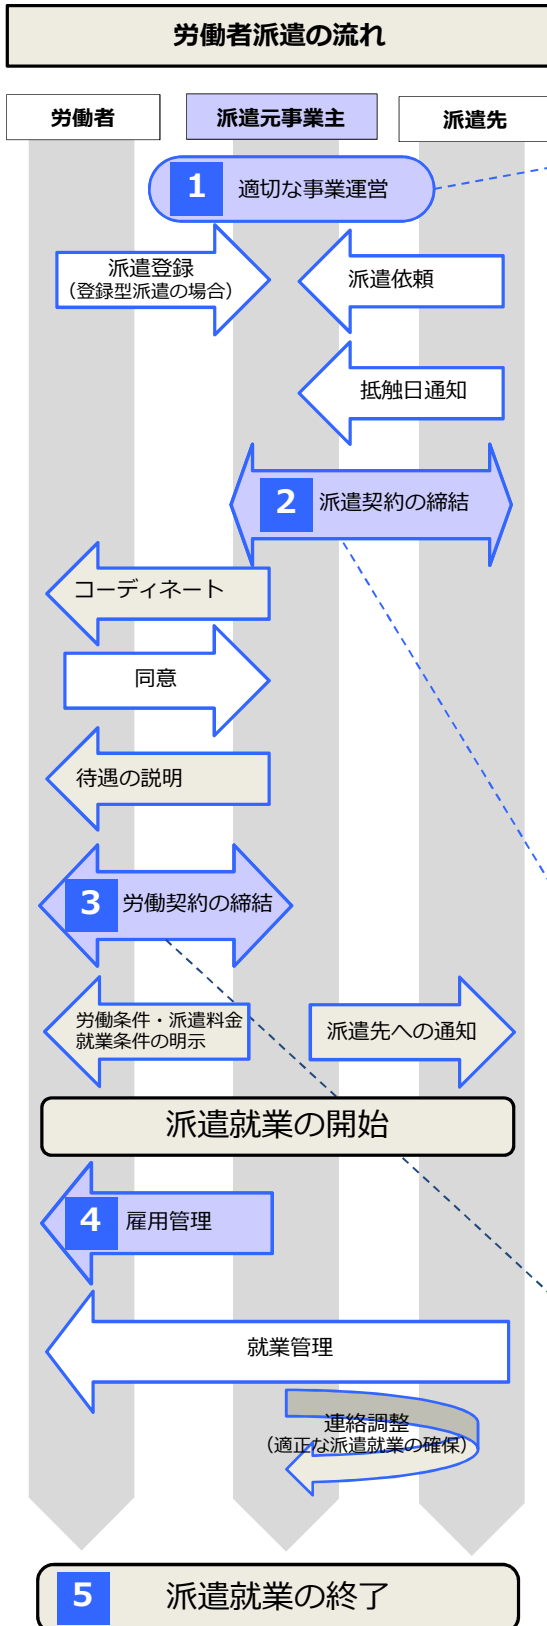 労働者派遣の流れ
労働者
派遣元事業主
派遣先
1 適切な事業運営
派遣登録
(登録型派遣の場合)
派遣依頼
抵触日通知
2 派遣契約の締結
コーディネート
同意
待遇の説明
3 労働契約の締結
労働条件・派遣料金
就業条件の明示
派遣先への通知
派遣就業の開始
4 雇用管理
就業管理
連絡調整
(適正な派遣就業の確保)
5 派遣就業の終了